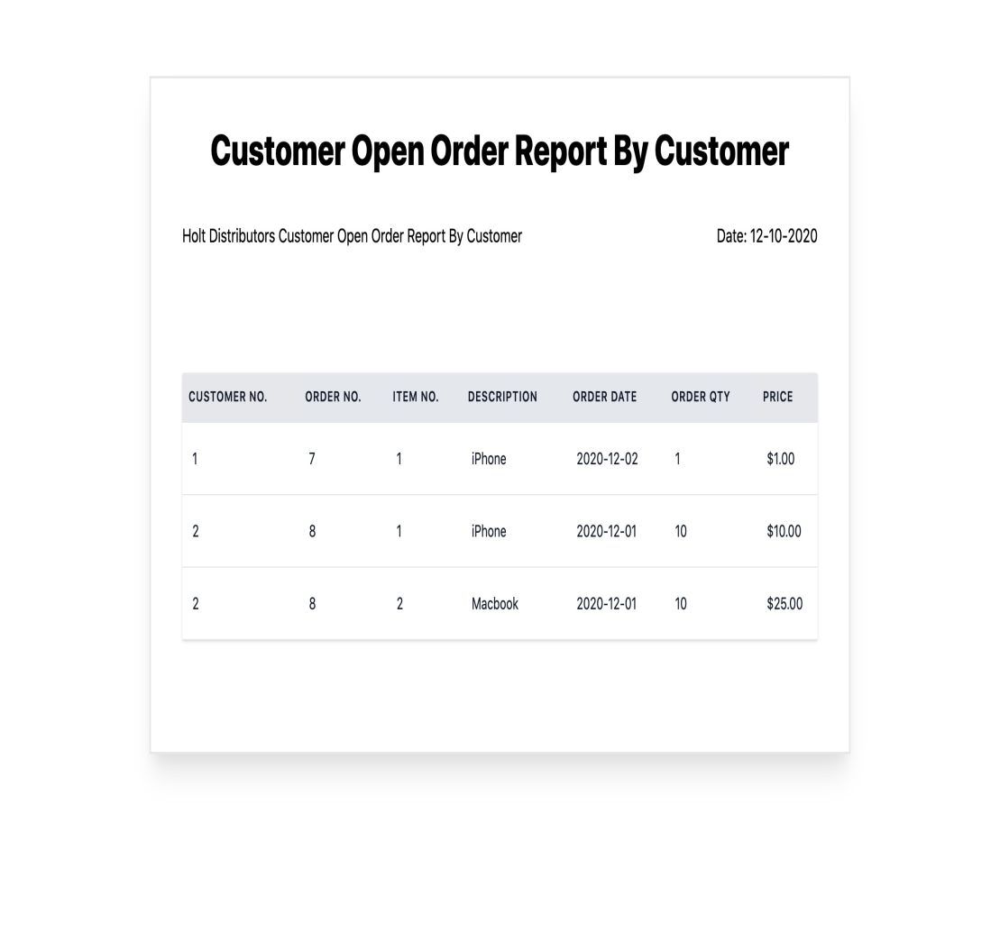 Customer Open Order Report By Customer
Holt Distributors Customer Open Order Report By Customer Date: 12-10-2020
CUSTOMER NO. ORDER NO. ITEM NO. DESCRIPTION ORDER DATE ORDER QTY PRICE
1 7 1 iPhone 2020-12-02 1 $1.00
2 8 1 iPhone 2020-12-01 10 $10.00
2 8 2 Macbook 2020-12-01 10 $25.00